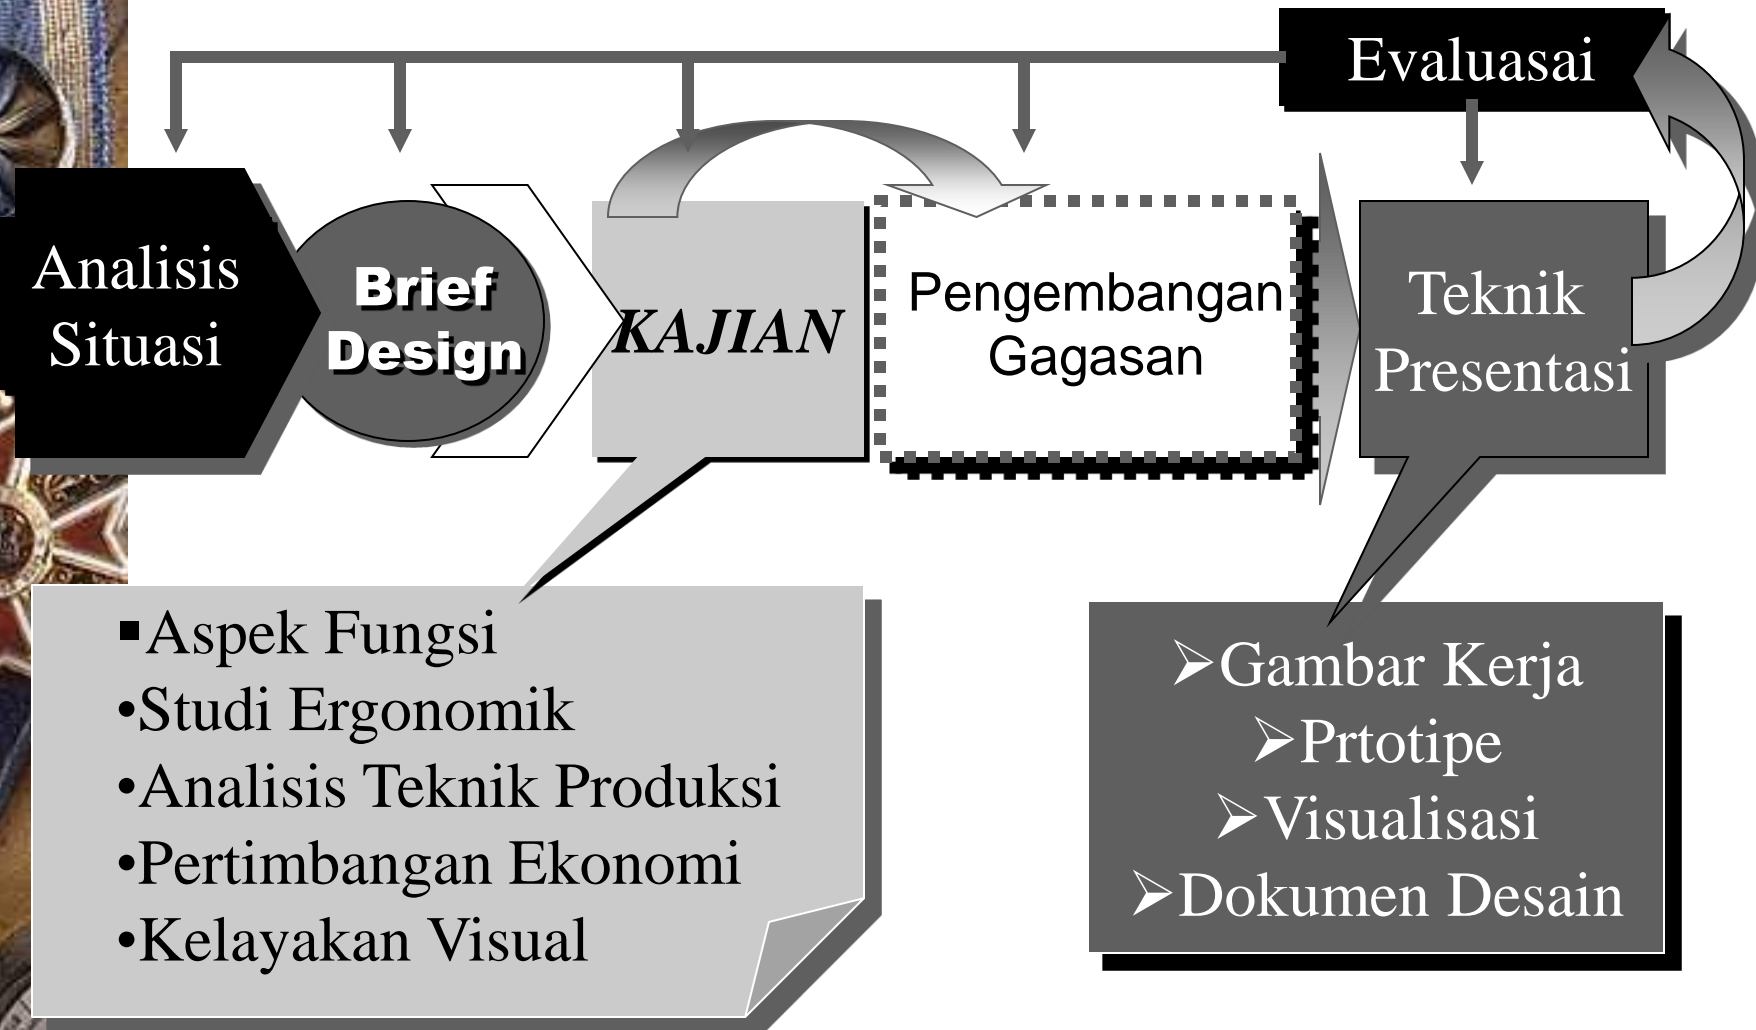 Evaluasai
Analisis
Situasi
Brief
Design
KAJIAN
Pengembangan
Gagasan
Teknik
Presentasi
▪Aspek Fungsi
•Studi Ergonomik
•Analisis Teknik Produksi
•Pertimbangan Ekonomi
•Kelayakan Visual
➢Gambar Kerja
➢Prtotipe
➢Visualisasi
➢Dokumen Desain